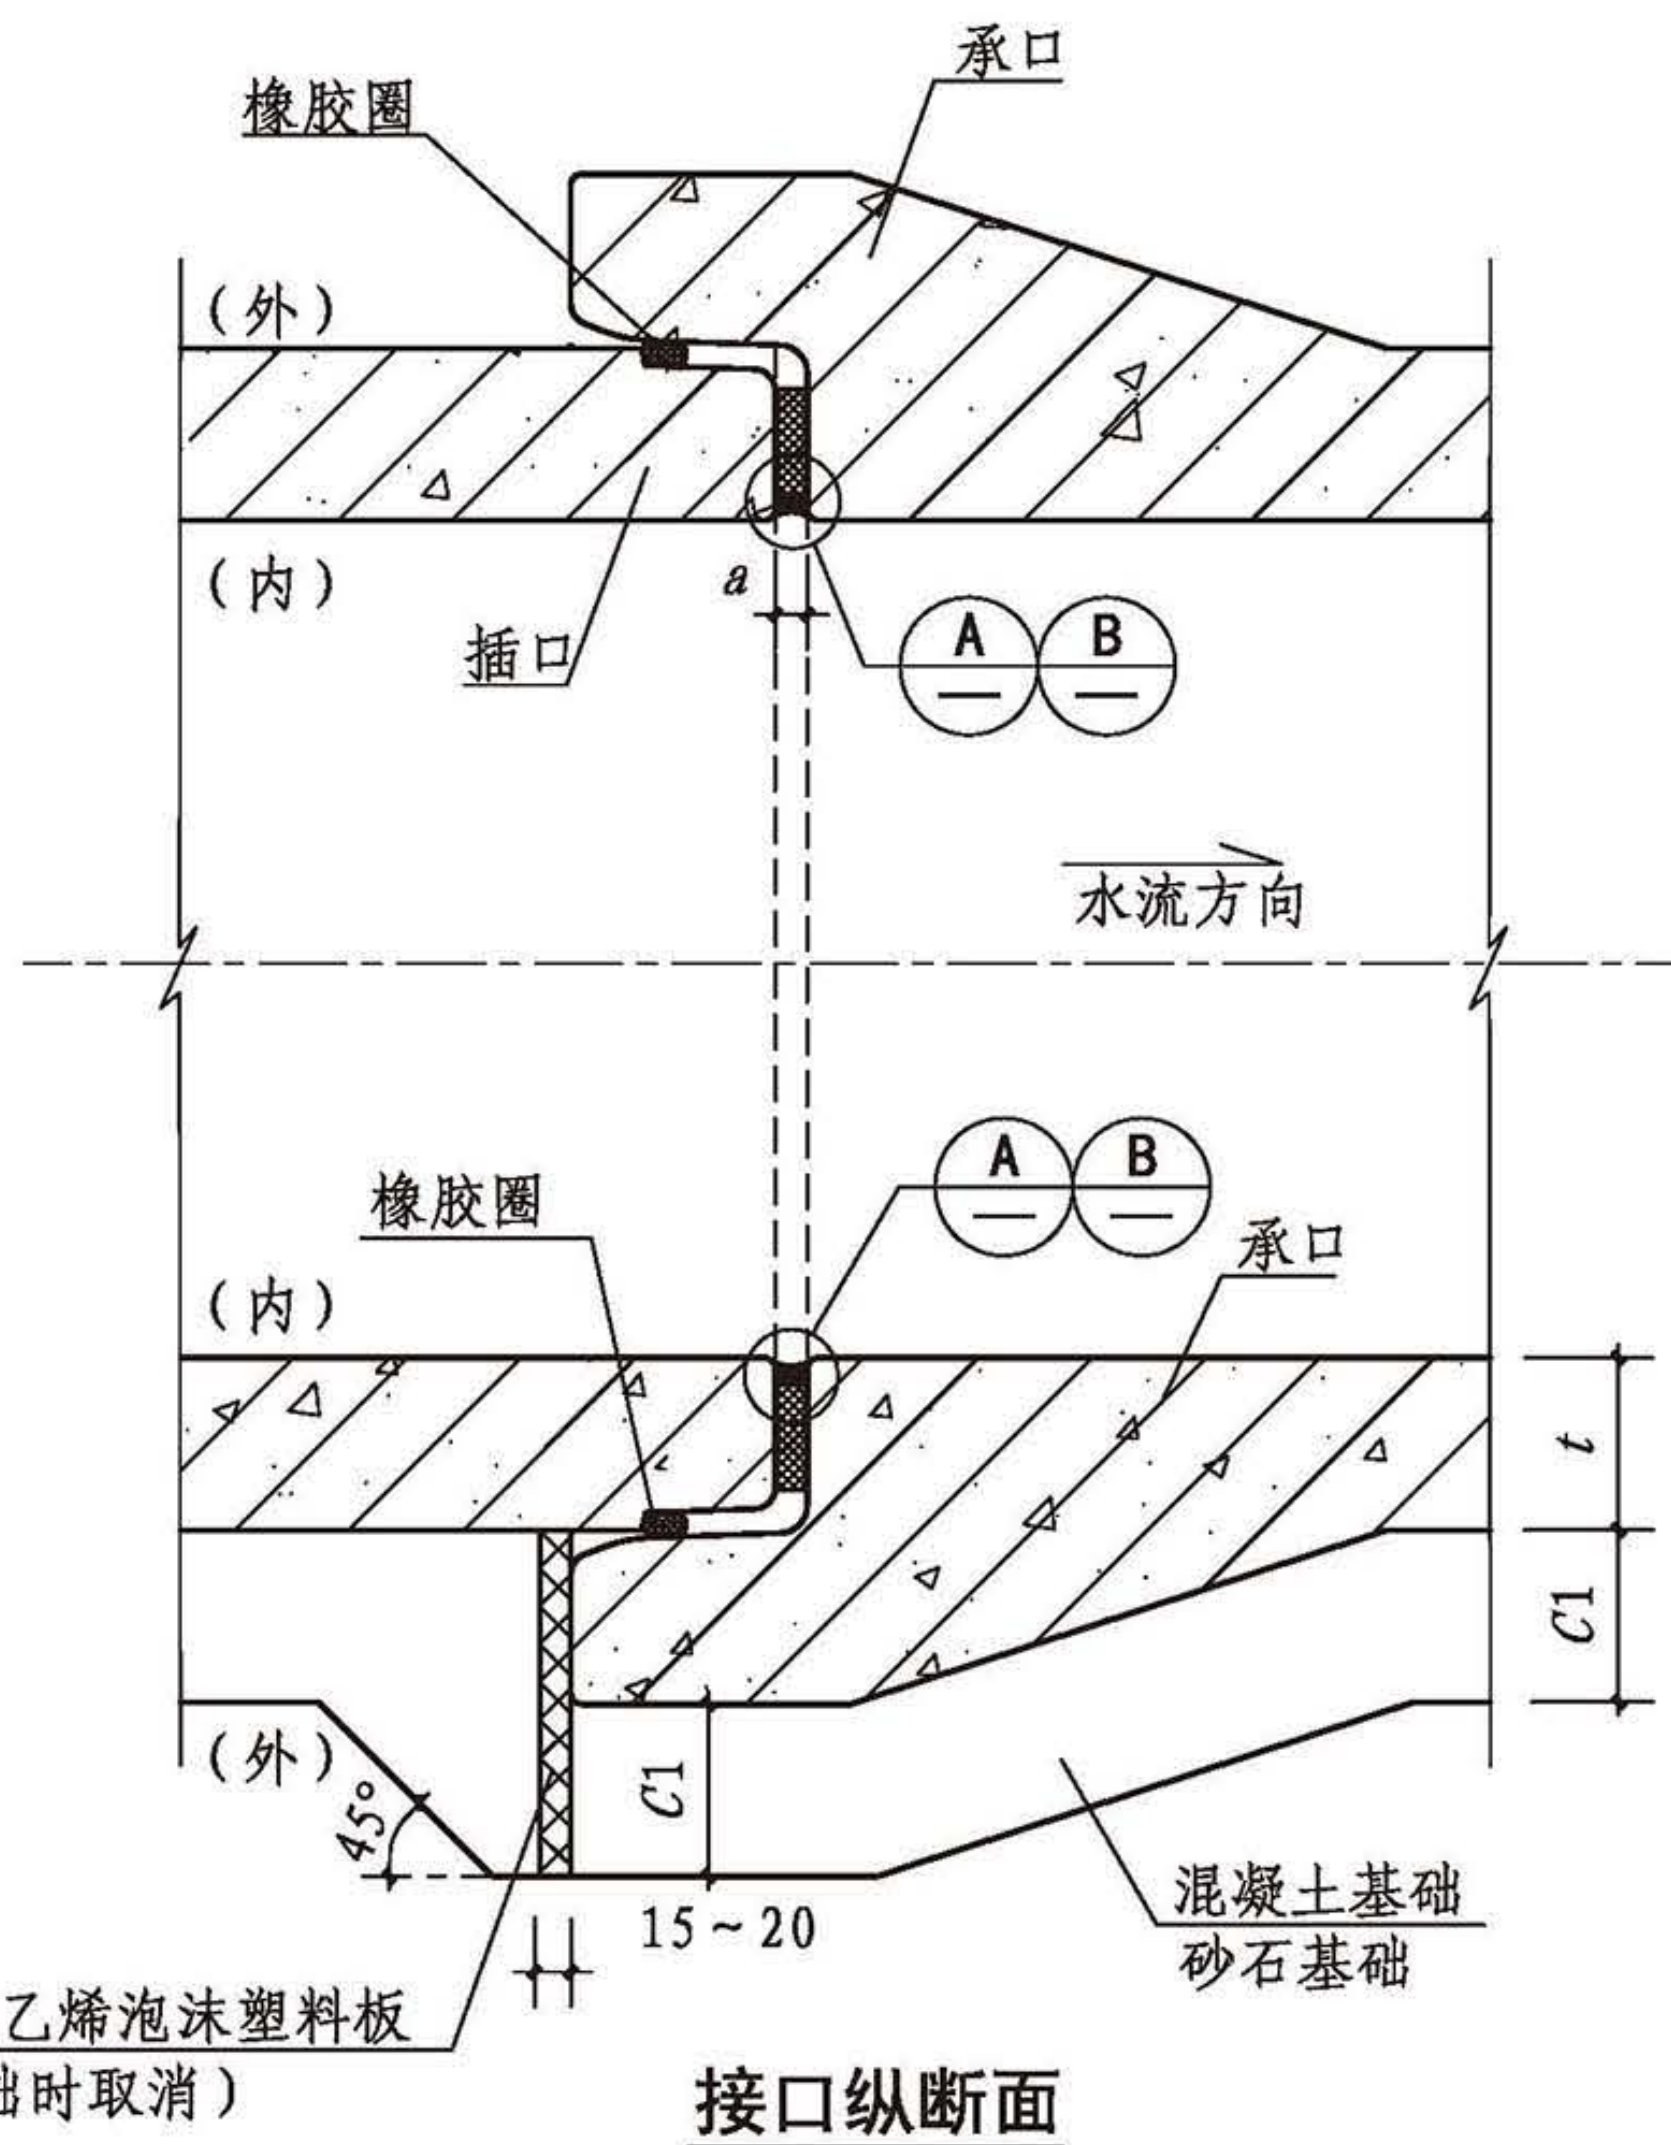 承口
橡胶圈
(外)
(内)
a
插口
A
B
水流方向
A
B
橡胶圈
承口
(内)
t
C1
(外)
C1
45°
混凝土基础
砂石基础
15~20
乙烯泡沫塑料板
础时取消)
接口纵断面